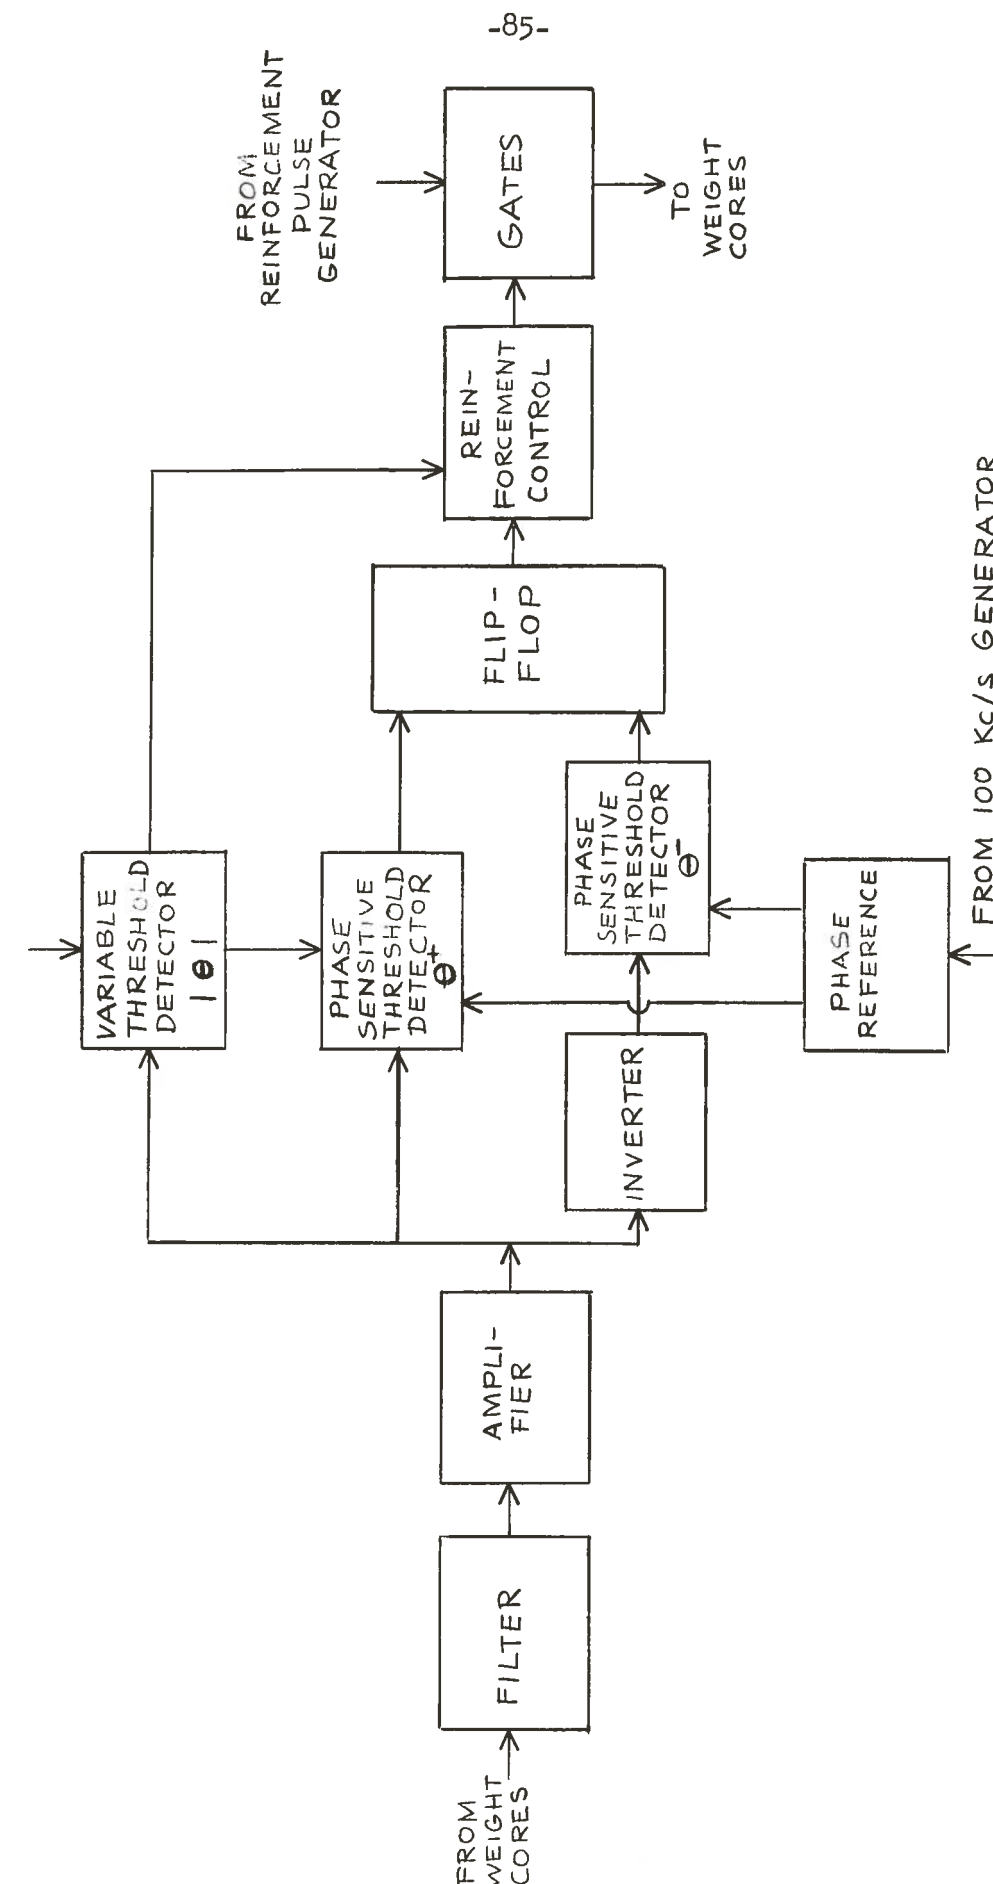 -85-
FROM
WEIGHT
CORES
FILTER
AMPLI-
FIER
VARIABLE
THRESHOLD
DETECTOR
|θ|
PHASE
SENSITIVE
THRESHOLD
DETECTOR
θ+
INVERTER
PHASE
SENSITIVE
THRESHOLD
DETECTOR
θ-
PHASE
REFERENCE
FROM 100 KC/S GENERATOR
FLIP-
FLOP
REIN-
FORCEMENT
CONTROL
FROM
REINFORCEMENT
PULSE
GENERATOR
GATES
TO
WEIGHT
CORES